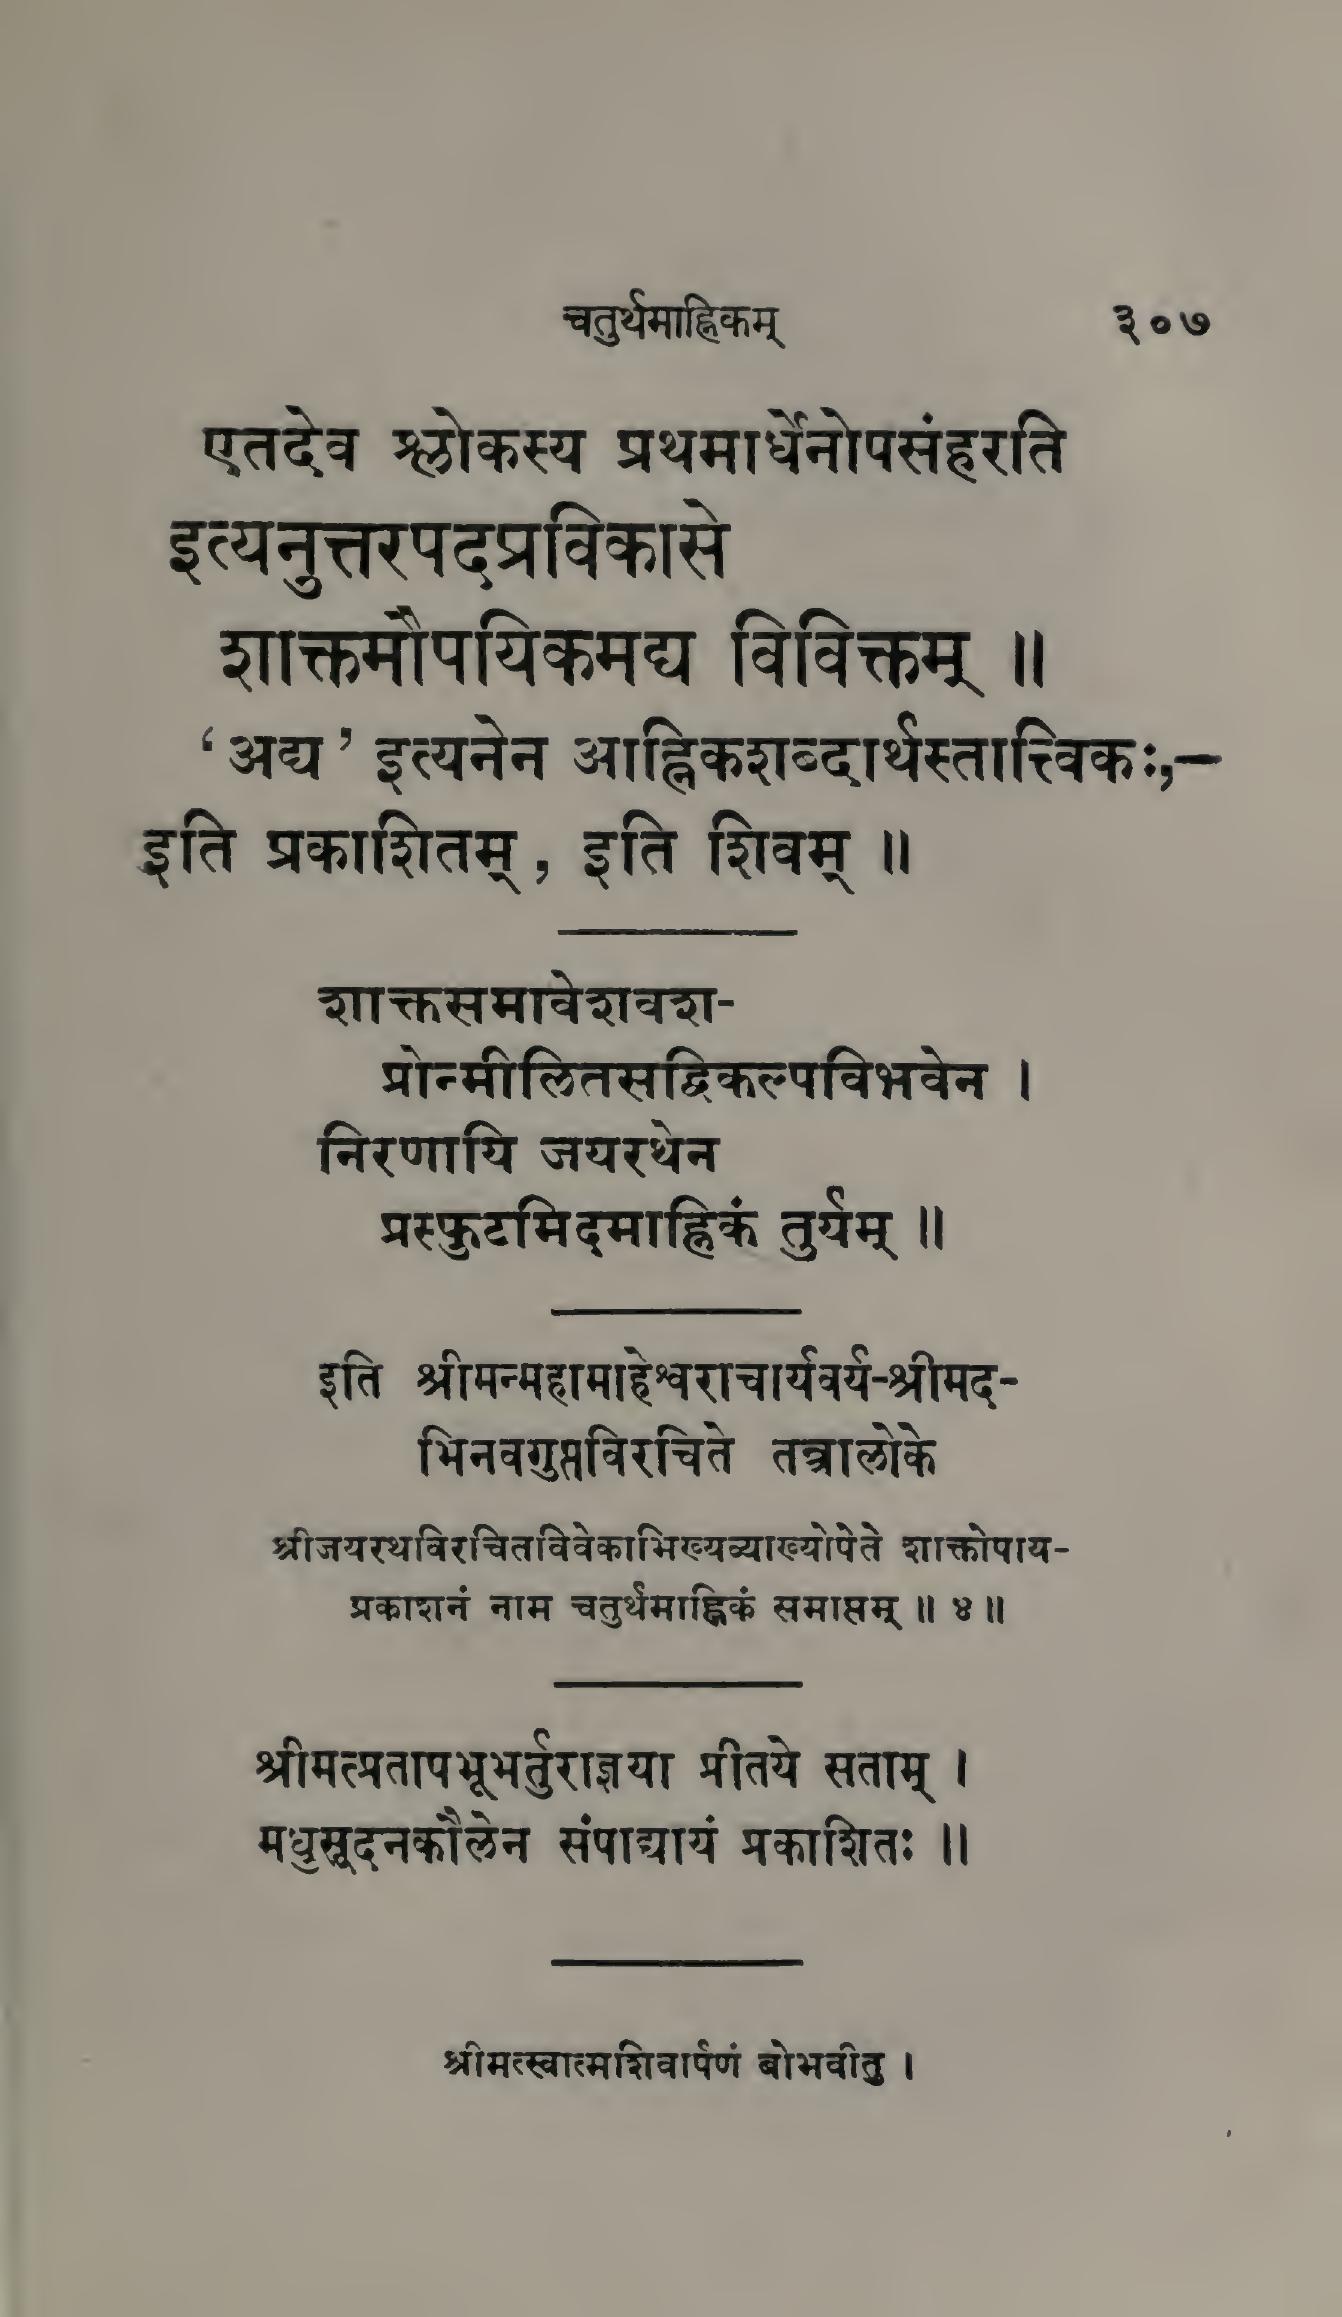 चतुर्थमाह्निकम् ३०७
एतदेव श्लोकस्य प्रथमार्धेनोपसंहरति
इत्यनुत्तरपदप्रविकासे
शाक्तमौपयिकमद्य विविक्तम् ॥
‘अद्य’ इत्यनेन आह्निकशब्दार्थस्तात्त्विकः,—
इति प्रकाशितम्, इति शिवम् ॥
शाक्तसमावेशवश-
प्रोन्मीलितसद्विकल्पविभवेन ।
निरणायि जयरथेन
प्रस्फुटमिदमाह्निकं तुर्यम् ॥
इति श्रीमन्महामाहेश्वराचार्यवर्य-श्रीमद-
भिनवगुप्तविरचिते तन्त्रालोके
श्रीजयरथविरचितविवेकाभिख्यव्याख्योपेते शाक्तोपाय-
प्रकाशनं नाम चतुर्थमाह्निकं समाप्तम् ॥ ४ ॥
श्रीमत्प्रतापभूभर्तुराज्ञया प्रीतये सताम् ।
मधुसूदनकौलेन संपाद्यायं प्रकाशितः ॥
श्रीमत्स्वात्मशिवार्पणं बोभवीतु ।